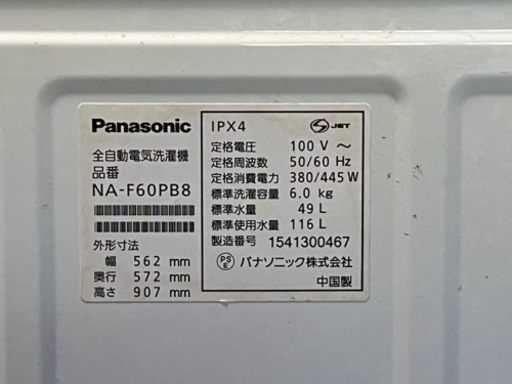 Panasonic
全自動電気洗濯機
品番
NA-F60PB8
外形寸法
幅 562 mm
奥行 572 mm
高さ 907 mm
IPX4
S JET
定格電圧 100 V ～
定格周波数 50/60 Hz
定格消費電力 380/445 W
標準洗濯容量 6.0 kg
標準水量 49 L
標準使用水量 116 L
製造番号 1541300467
PS E パナソニック株式会社
中国製